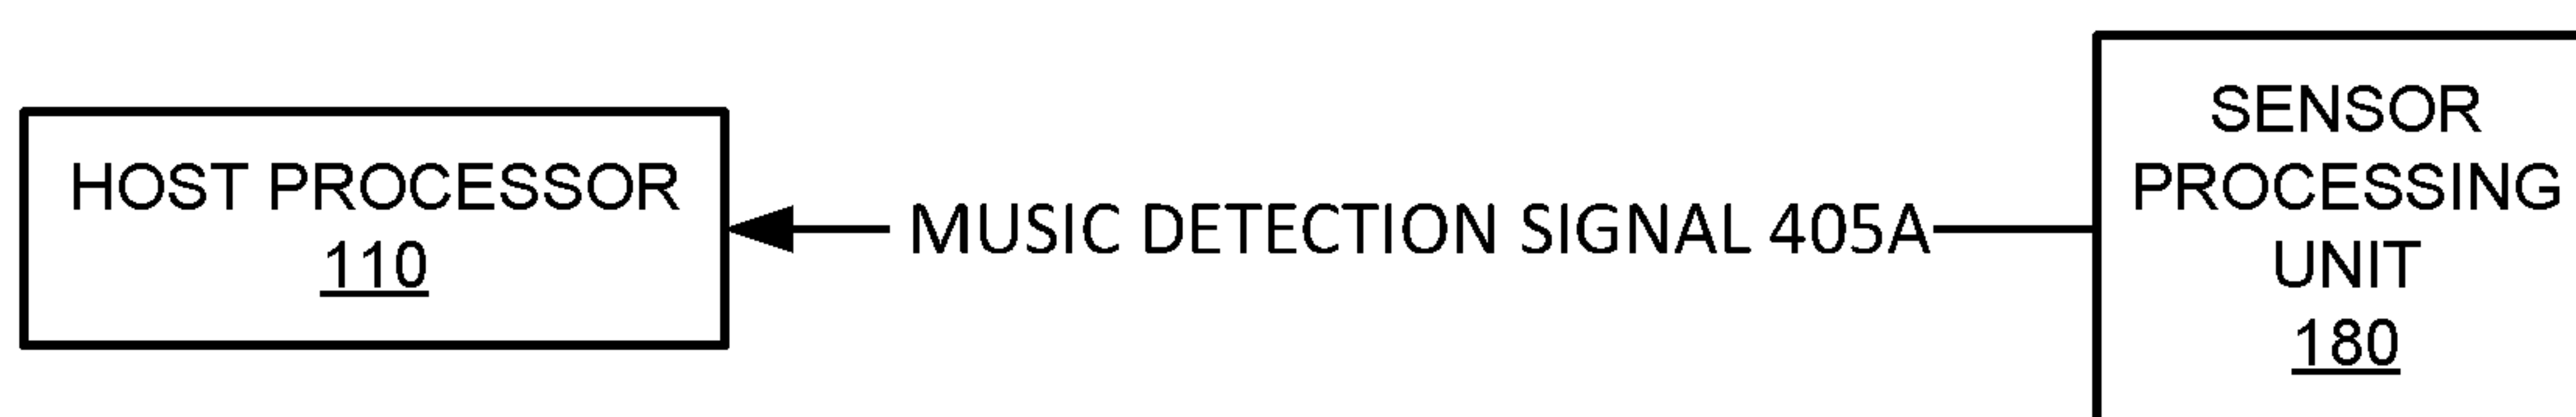 HOST PROCESSOR
110
MUSIC DETECTION SIGNAL 405A
SENSOR
PROCESSING
UNIT
180